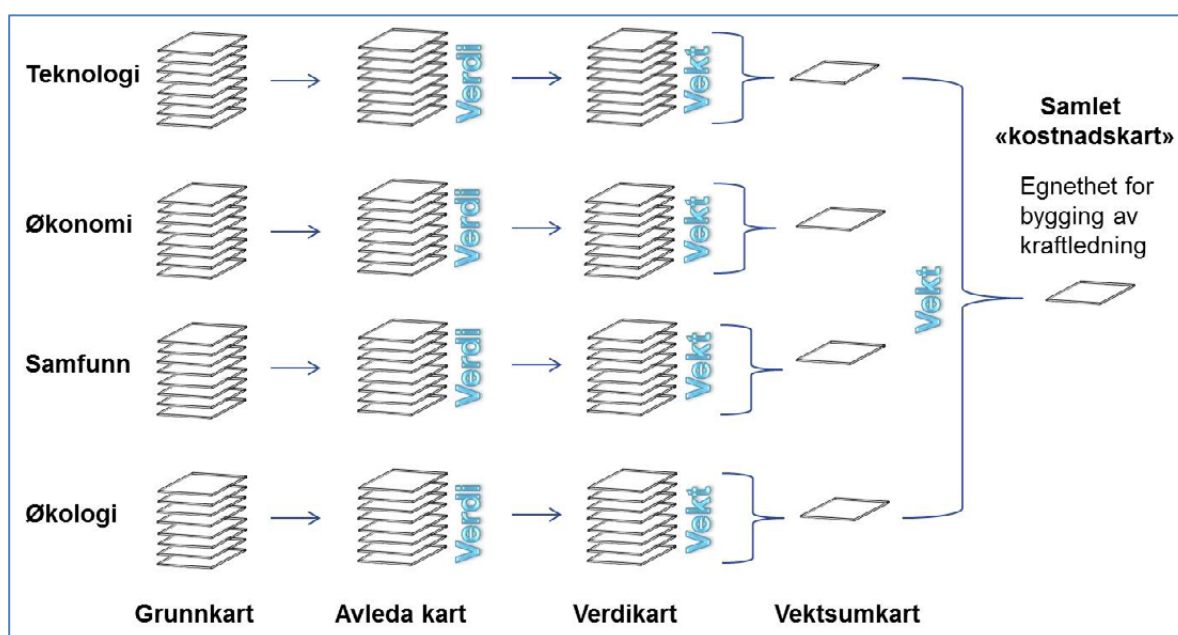 Teknologi
Verdi
Vekt
Samlet
«kostnadskart»
Egnethet for
bygging av
kraftledning
Økonomi
Verdi
Vekt
Vekt
Samfunn
Verdi
Vekt
Økologi
Verdi
Vekt
Grunnkart
Avleda kart
Verdikart
Vektsumkart